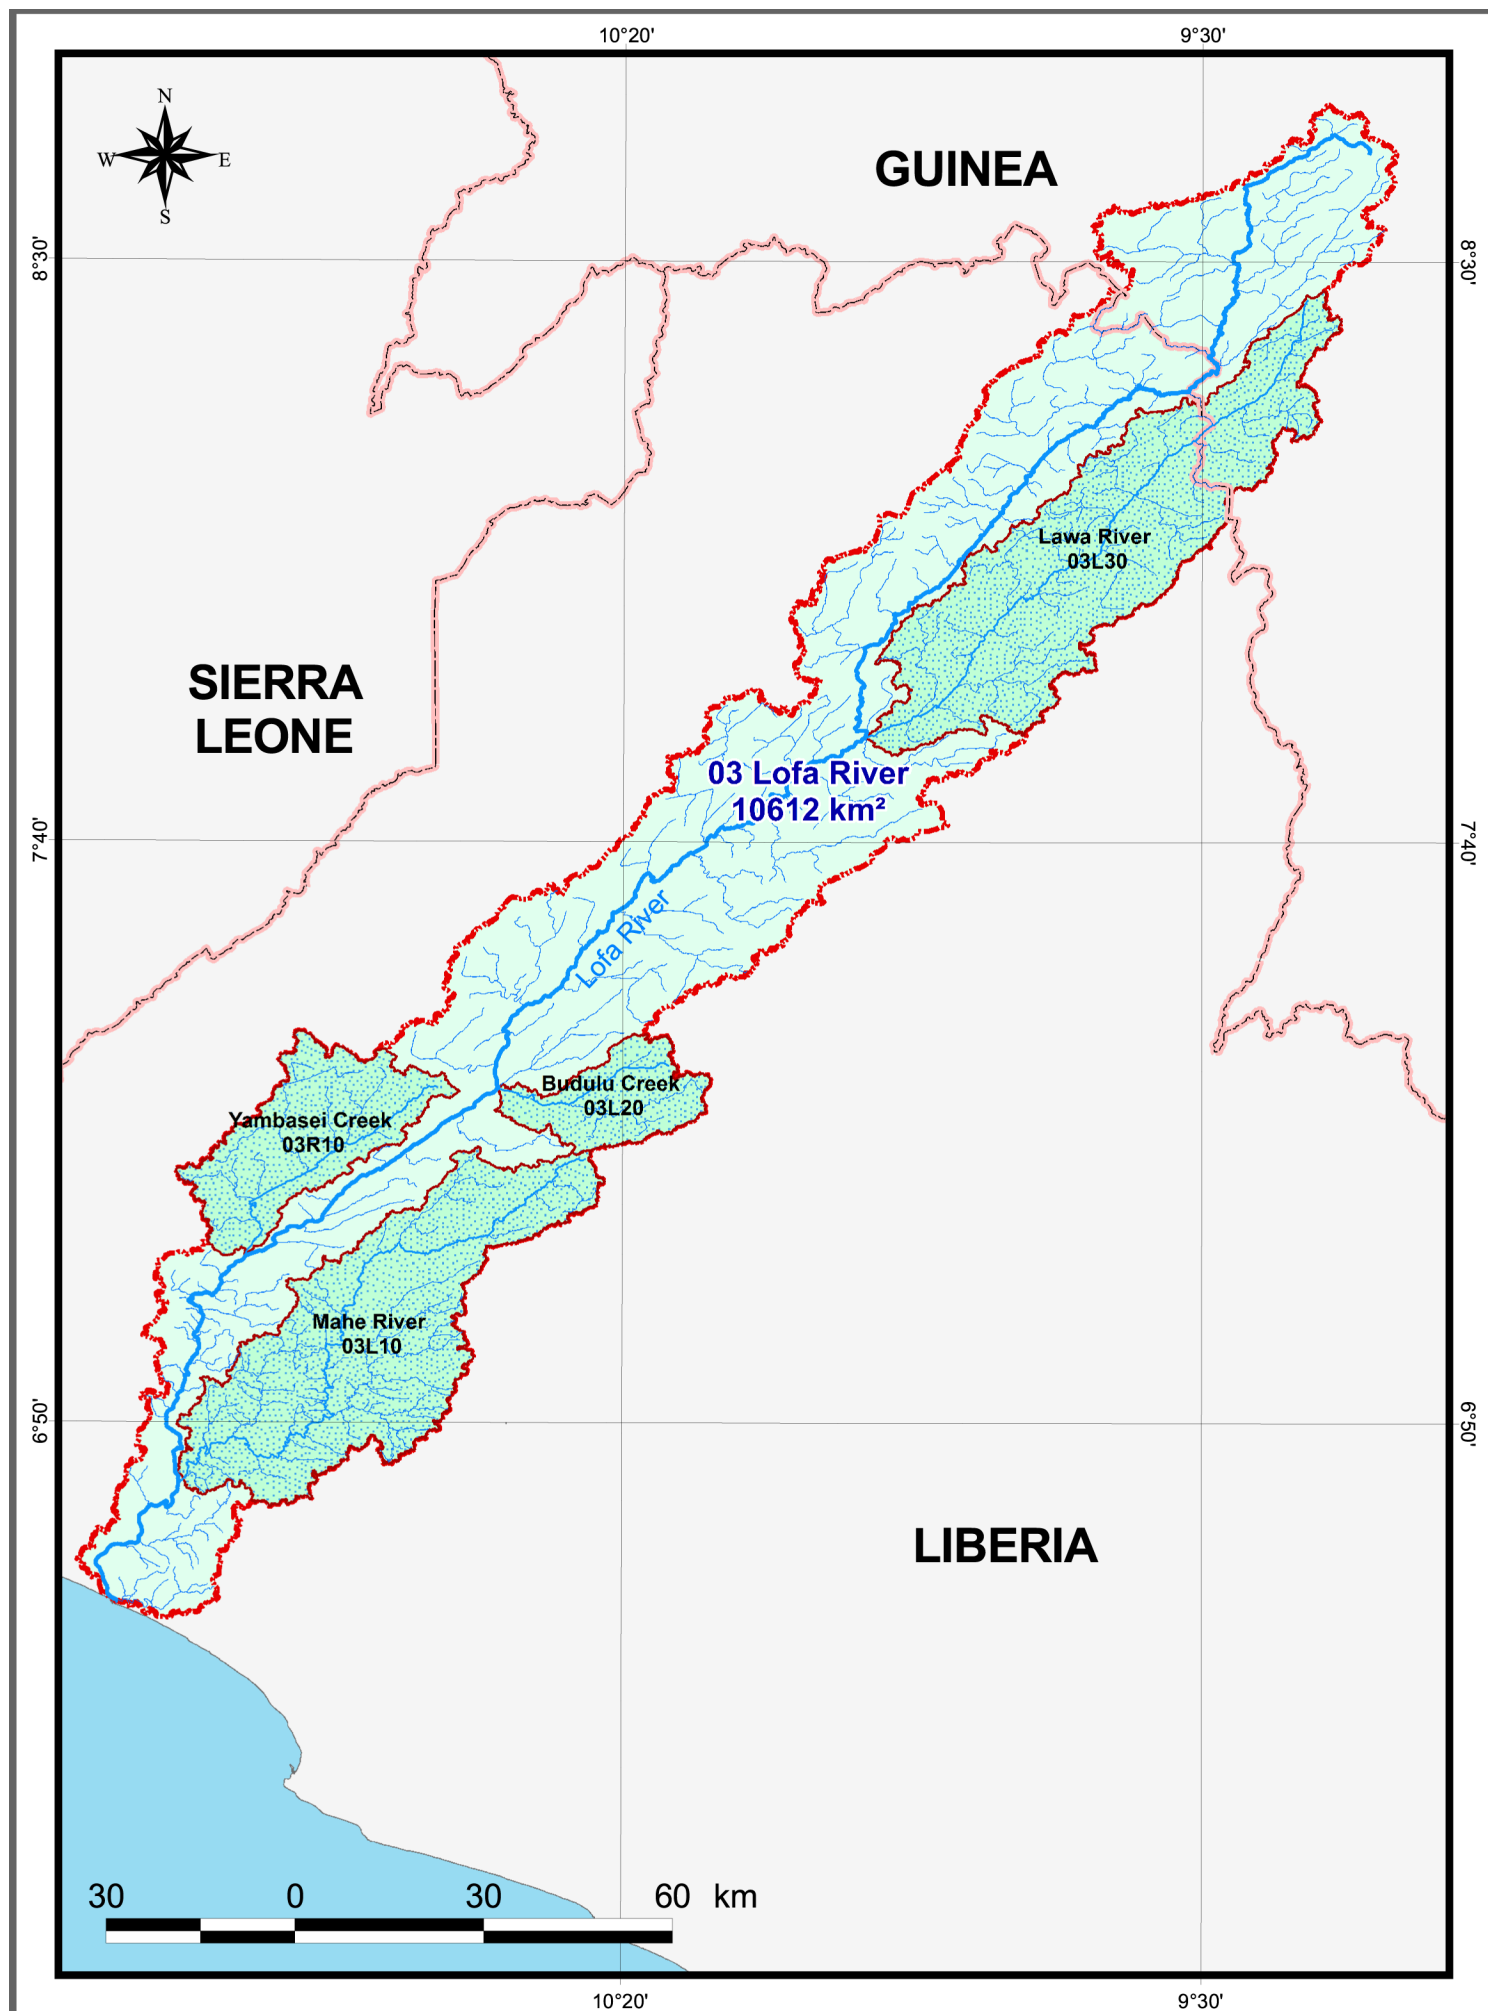 10°20'
9°30'
N
W
E
S
GUINEA
8°30'
8°30'
Lawa River
03L30
SIERRA
LEONE
03 Lofa River
10612 km²
7°40'
7°40'
Lofa River
Budulu Creek
03L20
Yambasei Creek
03R10
Mahe River
03L10
6°50'
6°50'
LIBERIA
30 0 30 60 km
10°20'
9°30'